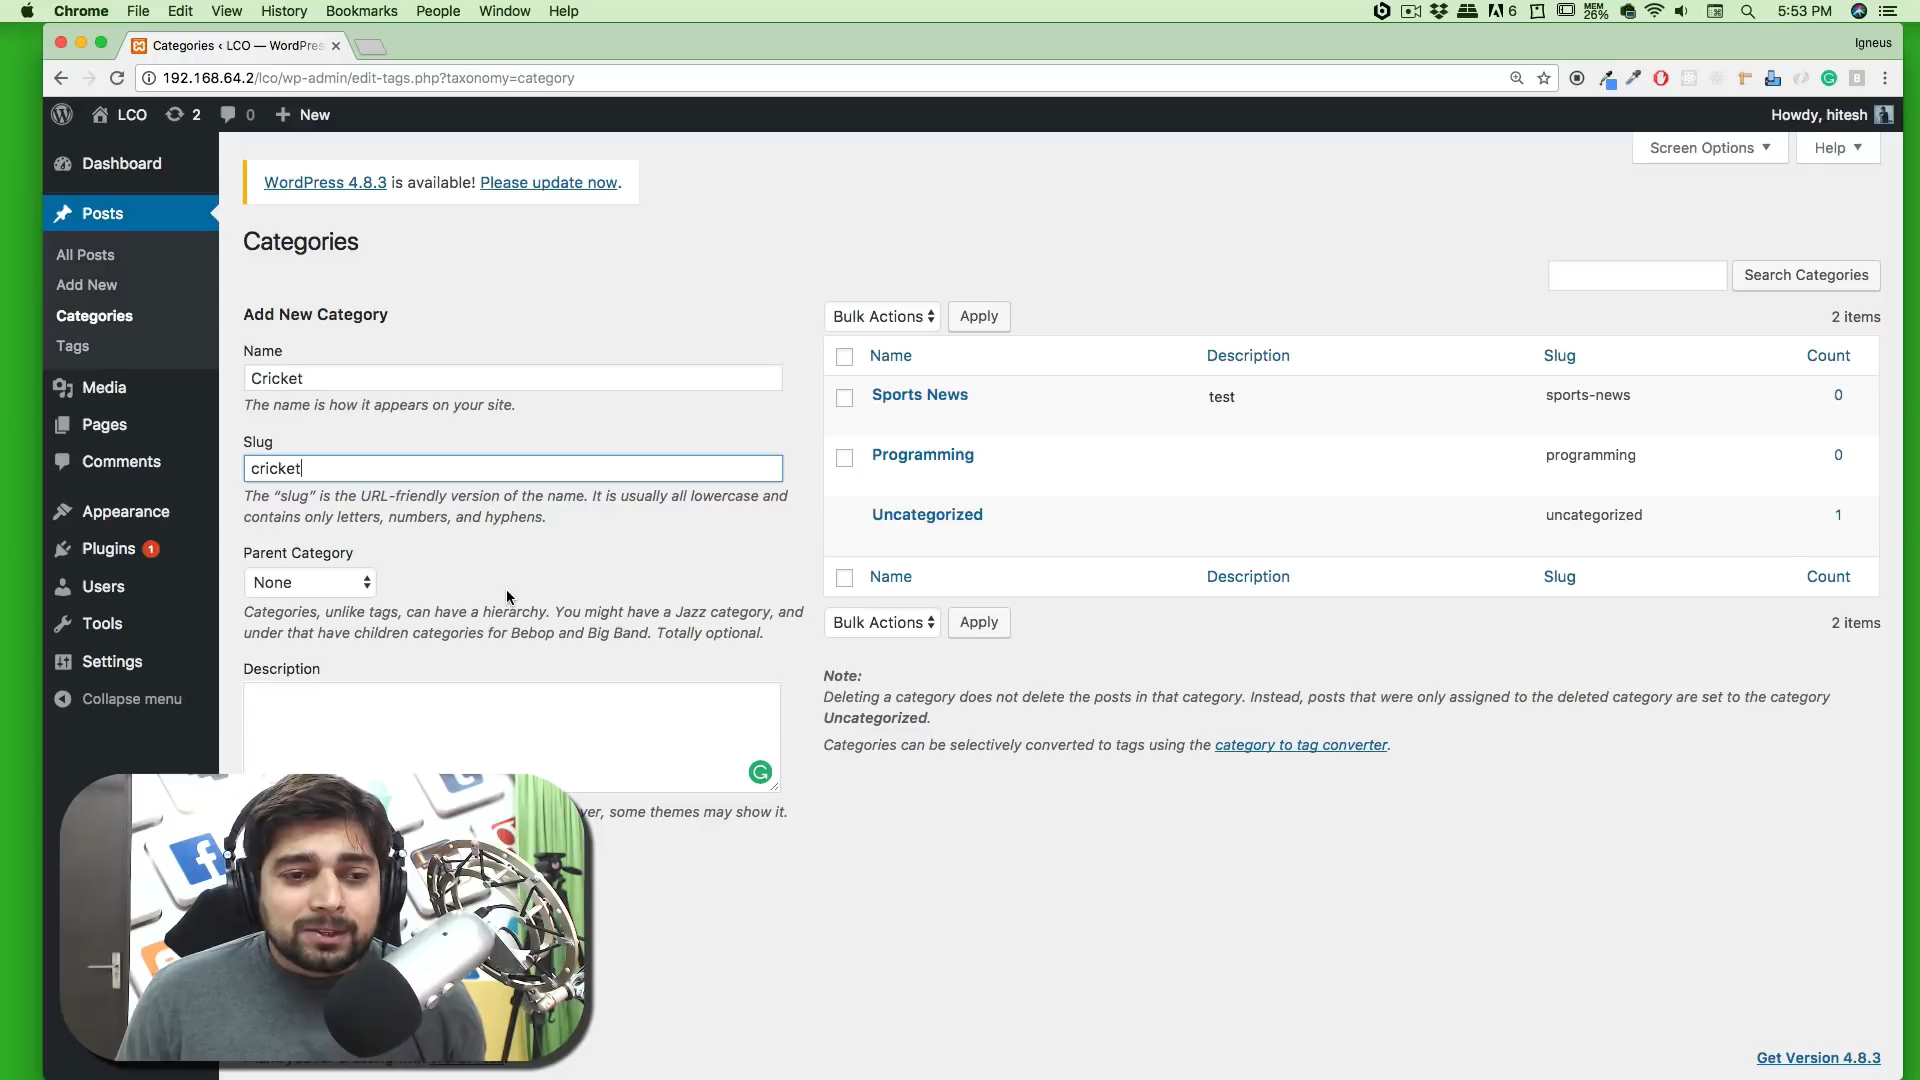 Chrome File Edit View History Bookmarks People Window Help
6 MEM 26% 5:53 PM
Categories ‹ LCO — WordPres
Igneus
192.168.64.2/lco/wp-admin/edit-tags.php?taxonomy=category
LCO 2 0 New
Howdy, hitesh
Dashboard
Posts
All Posts
Add New
Categories
Tags
Media
Pages
Comments
Appearance
Plugins 1
Users
Tools
Settings
Collapse menu
Screen Options
Help
WordPress 4.8.3 is available! Please update now.
Categories
Search Categories
Add New Category
Name
Cricket
The name is how it appears on your site.
Slug
cricket
The “slug” is the URL-friendly version of the name. It is usually all lowercase and
contains only letters, numbers, and hyphens.
Parent Category
None
Categories, unlike tags, can have a hierarchy. You might have a Jazz category, and
under that have children categories for Bebop and Big Band. Totally optional.
Description
ver, some themes may show it.
Bulk Actions Apply
2 items
Name Description Slug Count
Sports News test sports-news 0
Programming programming 0
Uncategorized uncategorized 1
Name Description Slug Count
Bulk Actions Apply
2 items
Note:
Deleting a category does not delete the posts in that category. Instead, posts that were only assigned to the deleted category are set to the category
Uncategorized.
Categories can be selectively converted to tags using the category to tag converter.
Get Version 4.8.3